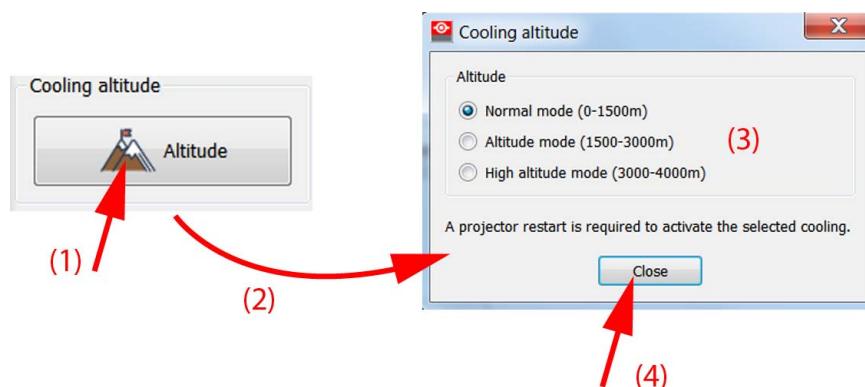 Cooling altitude
Altitude
(1)
(2)
Cooling altitude
Altitude
Normal mode (0-1500m)
Altitude mode (1500-3000m)
High altitude mode (3000-4000m)
(3)
A projector restart is required to activate the selected cooling.
Close
(4)